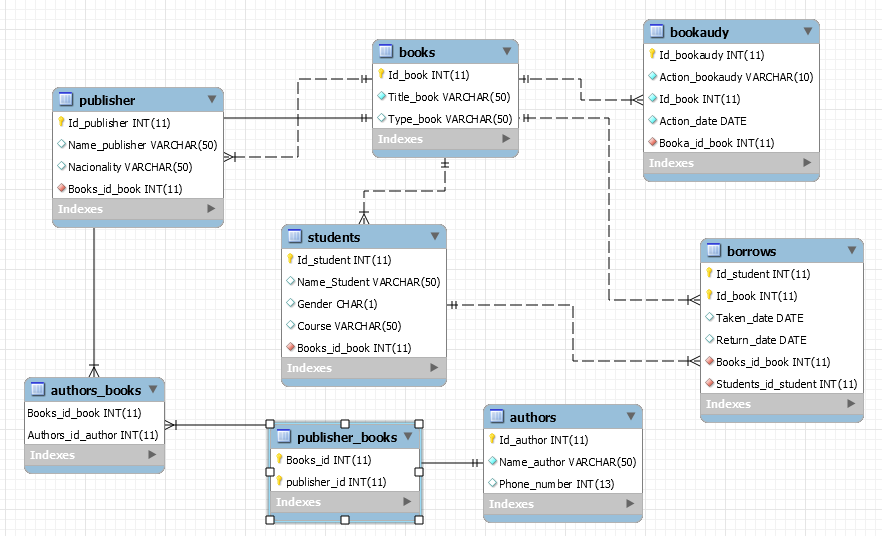 books
Id_book INT(11)
Title_book VARCHAR(50)
Type_book VARCHAR(50)
Indexes
bookaudy
Id_bookaudy INT(11)
Action_bookaudy VARCHAR(10)
Id_book INT(11)
Action_date DATE
Booka_id_book INT(11)
Indexes
publisher
Id_publisher INT(11)
Name_publisher VARCHAR(50)
Nacionality VARCHAR(50)
Books_id_book INT(11)
Indexes
students
Id_student INT(11)
Name_Student VARCHAR(50)
Gender CHAR(1)
Course VARCHAR(50)
Books_id_book INT(11)
Indexes
borrows
Id_student INT(11)
Id_book INT(11)
Taken_date DATE
Return_date DATE
Books_id_book INT(11)
Students_id_student INT(11)
Indexes
authors_books
Books_id_book INT(11)
Authors_id_author INT(11)
Indexes
publisher_books
Books_id INT(11)
publisher_id INT(11)
Indexes
authors
Id_author INT(11)
Name_author VARCHAR(50)
Phone_number INT(13)
Indexes